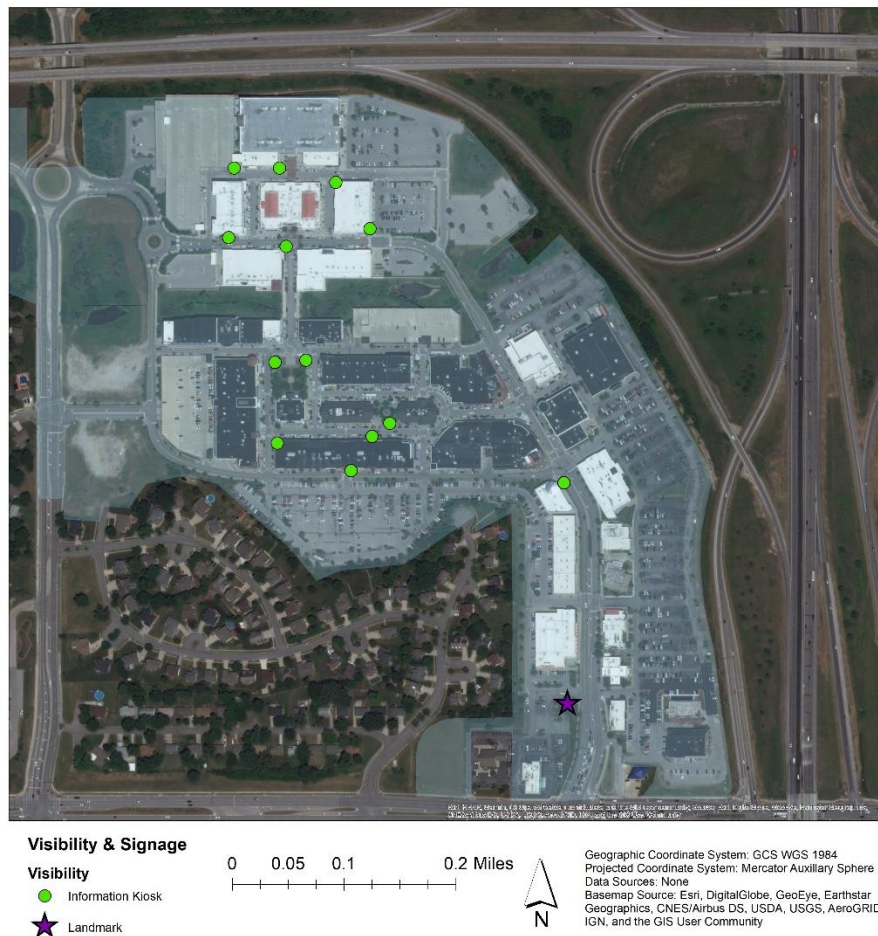 Visibility & Signage
Visibility
Information Kiosk
Landmark
0 0.05 0.1 0.2 Miles
N
Geographic Coordinate System: GCS WGS 1984
Projected Coordinate System: Mercator Auxillary Sphere
Data Sources: None
Basemap Source: Esri, DigitalGlobe, GeoEye, Earthstar
Geographics, CNES/Airbus DS, USDA, USGS, AeroGRID
IGN, and the GIS User Community